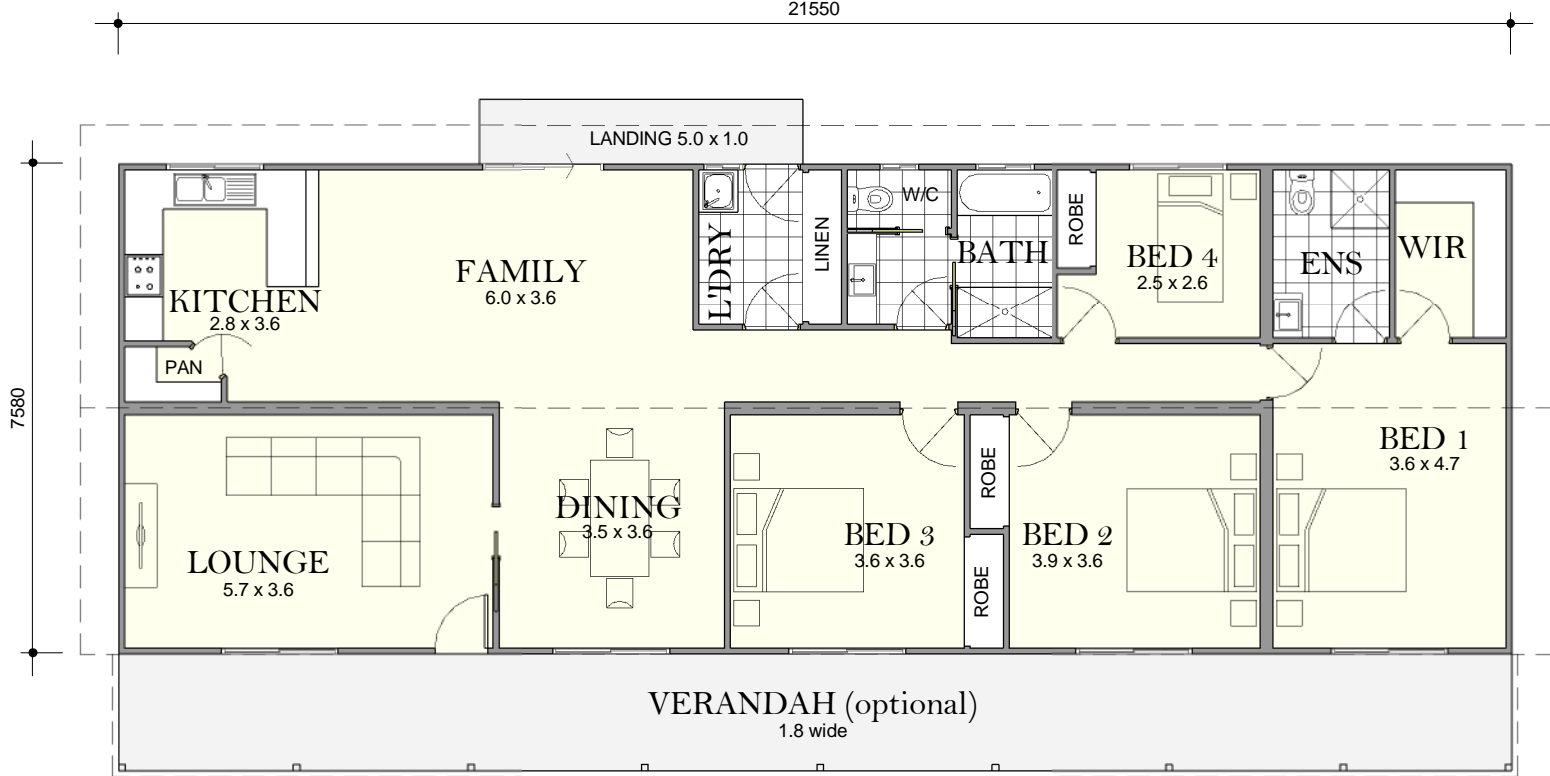 21550
LANDING 5.0 x 1.0
7580
KITCHEN
2.8 x 3.6
PAN
FAMILY
6.0 x 3.6
L'DRY
LINEN
W/C
BATH
ROBE
BED 4
2.5 x 2.6
ENS
WIR
LOUNGE
5.7 x 3.6
DINING
3.5 x 3.6
BED 3
3.6 x 3.6
ROBE
ROBE
BED 2
3.9 x 3.6
BED 1
3.6 x 4.7
VERANDAH (optional)
1.8 wide